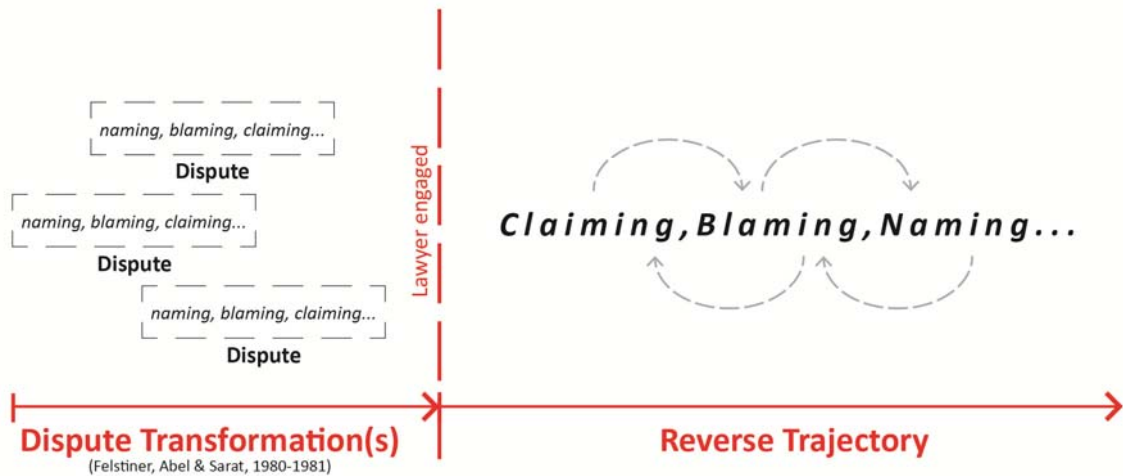 naming, blaming, claiming...
Dispute
naming, blaming, claiming...
Dispute
naming, blaming, claiming...
Dispute
Lawyer engaged
Claiming, Blaming, Naming...
Dispute Transformation(s)
(Felstiner, Abel & Sarat, 1980-1981)
Reverse Trajectory